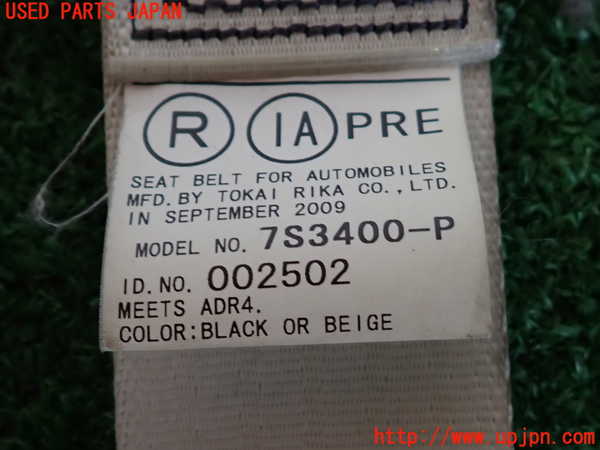 USED PARTS JAPAN
R IA PRE
SEAT BELT FOR AUTOMOBILES
MFD. BY TOKAI RIKA CO.,LTD.
IN SEPTEMBER 2009
MODEL NO. 7S3400-P
ID.NO. 002502
MEETS ADR4.
COLOR:BLACK OR BEIGE
http://www.upjpn.com/